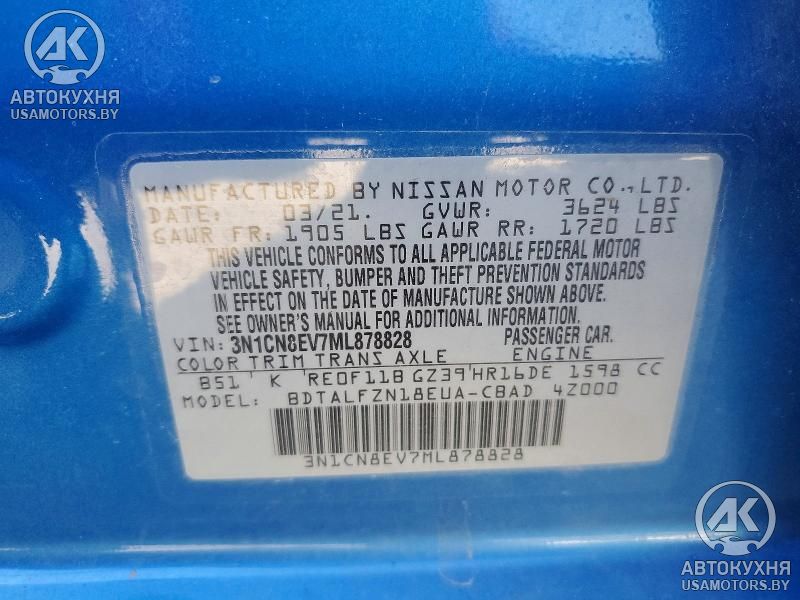 AK
АВТОКУХНЯ
USAMOTORS.BY
MANUFACTURED BY NISSAN MOTOR CO., LTD.
DATE: 03/21. GVWR: 3624 LBS
GAWR FR: 1905 LBS GAWR RR: 1720 LBS
THIS VEHICLE CONFORMS TO ALL APPLICABLE FEDERAL MOTOR
VEHICLE SAFETY, BUMPER AND THEFT PREVENTION STANDARDS
IN EFFECT ON THE DATE OF MANUFACTURE SHOWN ABOVE.
SEE OWNER'S MANUAL FOR ADDITIONAL INFORMATION.
VIN: 3N1CN8EV7ML878828 PASSENGER CAR.
COLOR TRIM TRANS AXLE ENGINE
B51 K RE0F11B GZ39 HR16DE 1598 CC
MODEL: BDTALFZN18EUA-CBAD 4Z000
3N1CN8EV7ML878828
AK
АВТОКУХНЯ
USAMOTORS.BY